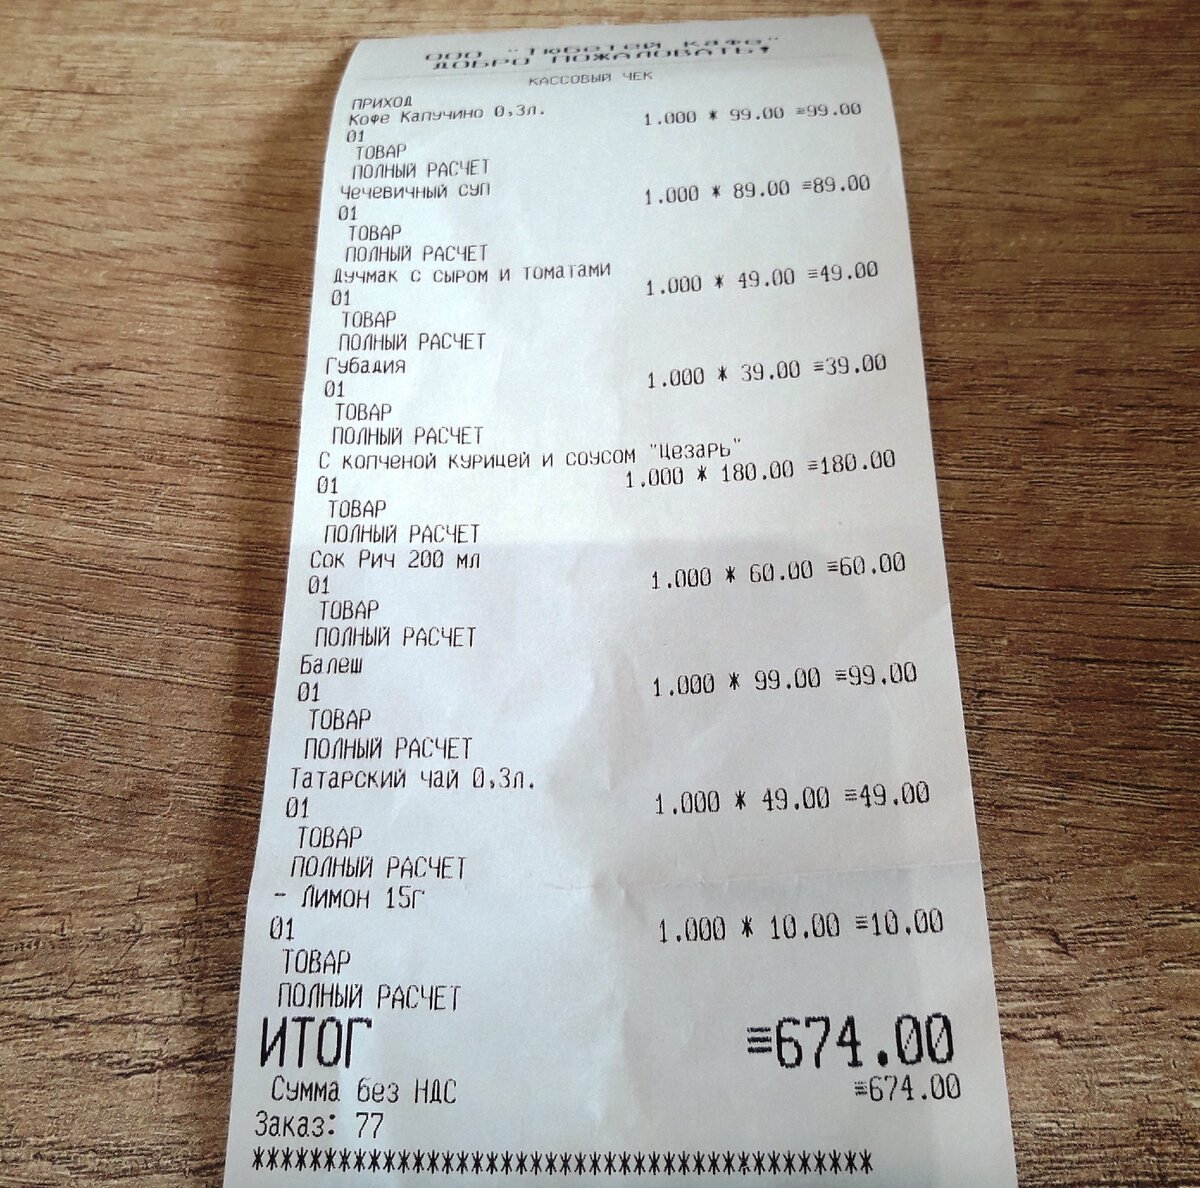 ООО "Тюбетей Кафе"
ДОБРО ПОЖАЛОВАТЬ!
КАССОВЫЙ ЧЕК
ПРИХОД
Кофе Капучино 0,3л.
1.000 * 99.00 ≡99.00
01
ТОВАР
ПОЛНЫЙ РАСЧЕТ
Чечевичный суп
1.000 * 89.00 ≡89.00
01
ТОВАР
ПОЛНЫЙ РАСЧЕТ
Дучмак с сыром и томатами
1.000 * 49.00 ≡49.00
01
ТОВАР
ПОЛНЫЙ РАСЧЕТ
Губадия
1.000 * 39.00 ≡39.00
01
ТОВАР
ПОЛНЫЙ РАСЧЕТ
С копченой курицей и соусом "Цезарь"
1.000 * 180.00 ≡180.00
01
ТОВАР
ПОЛНЫЙ РАСЧЕТ
Сок Рич 200 мл
1.000 * 60.00 ≡60.00
01
ТОВАР
ПОЛНЫЙ РАСЧЕТ
Балеш
1.000 * 99.00 ≡99.00
01
ТОВАР
ПОЛНЫЙ РАСЧЕТ
Татарский чай 0,3л.
1.000 * 49.00 ≡49.00
01
ТОВАР
ПОЛНЫЙ РАСЧЕТ
- Лимон 15г
1.000 * 10.00 ≡10.00
01
ТОВАР
ПОЛНЫЙ РАСЧЕТ
ИТОГ ≡674.00
Сумма без НДС ≡674.00
Заказ: 77
*******************************************